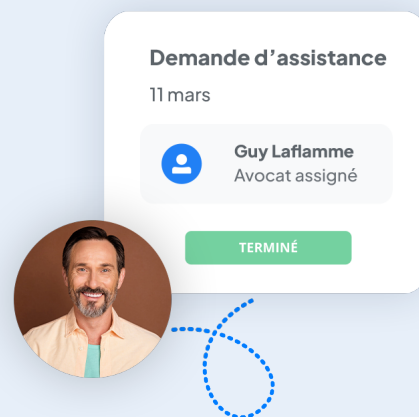 Demande d’assistance
11 mars
Guy Laflamme
Avocat assigné
TERMINÉ